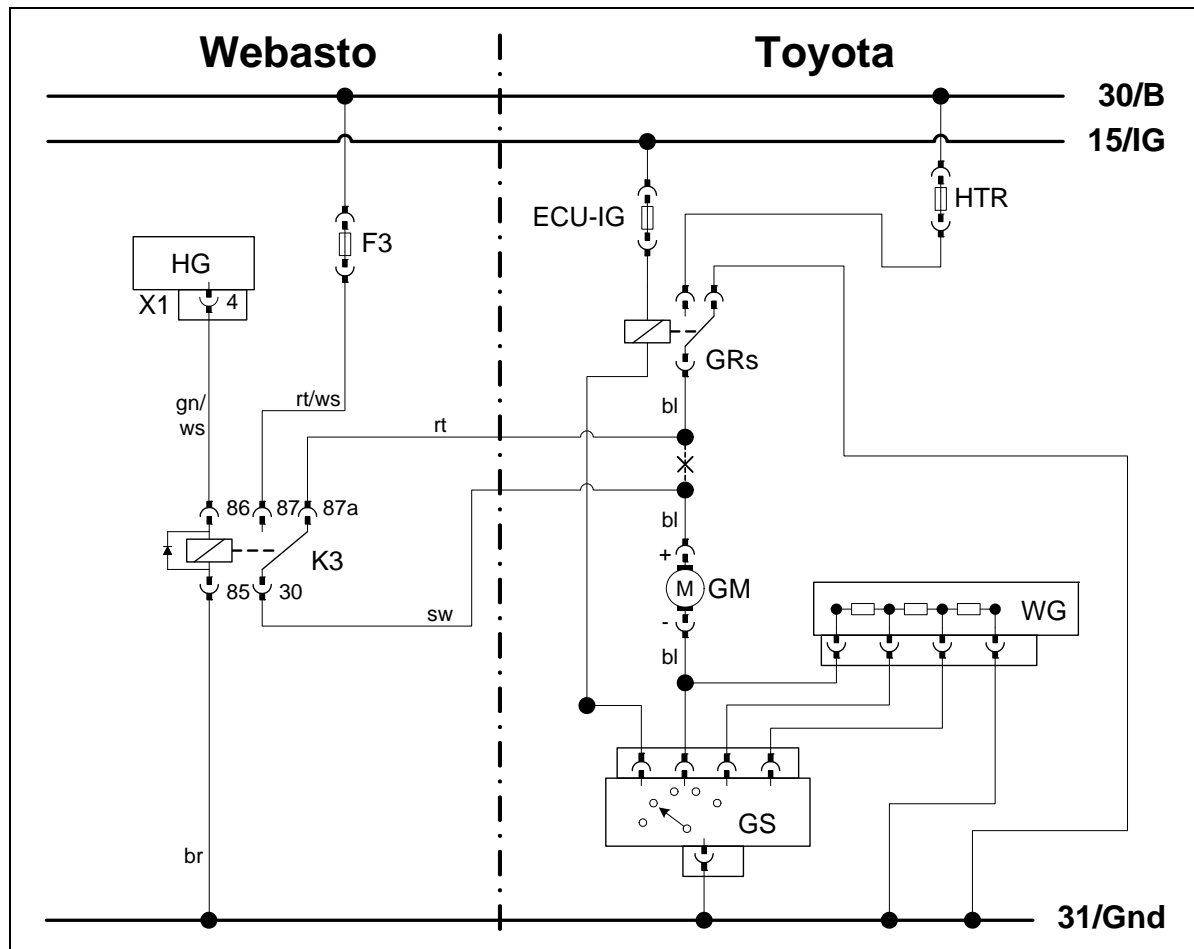 Webasto
Toyota
30/B
15/IG
HTR
ECU-IG
F3
HG
X1
4
GRs
gn/
ws
rt/ws
rt
bl
86
87
87a
bl
K3
+
M
GM
85
30
WG
sw
-
bl
GS
br
31/Gnd